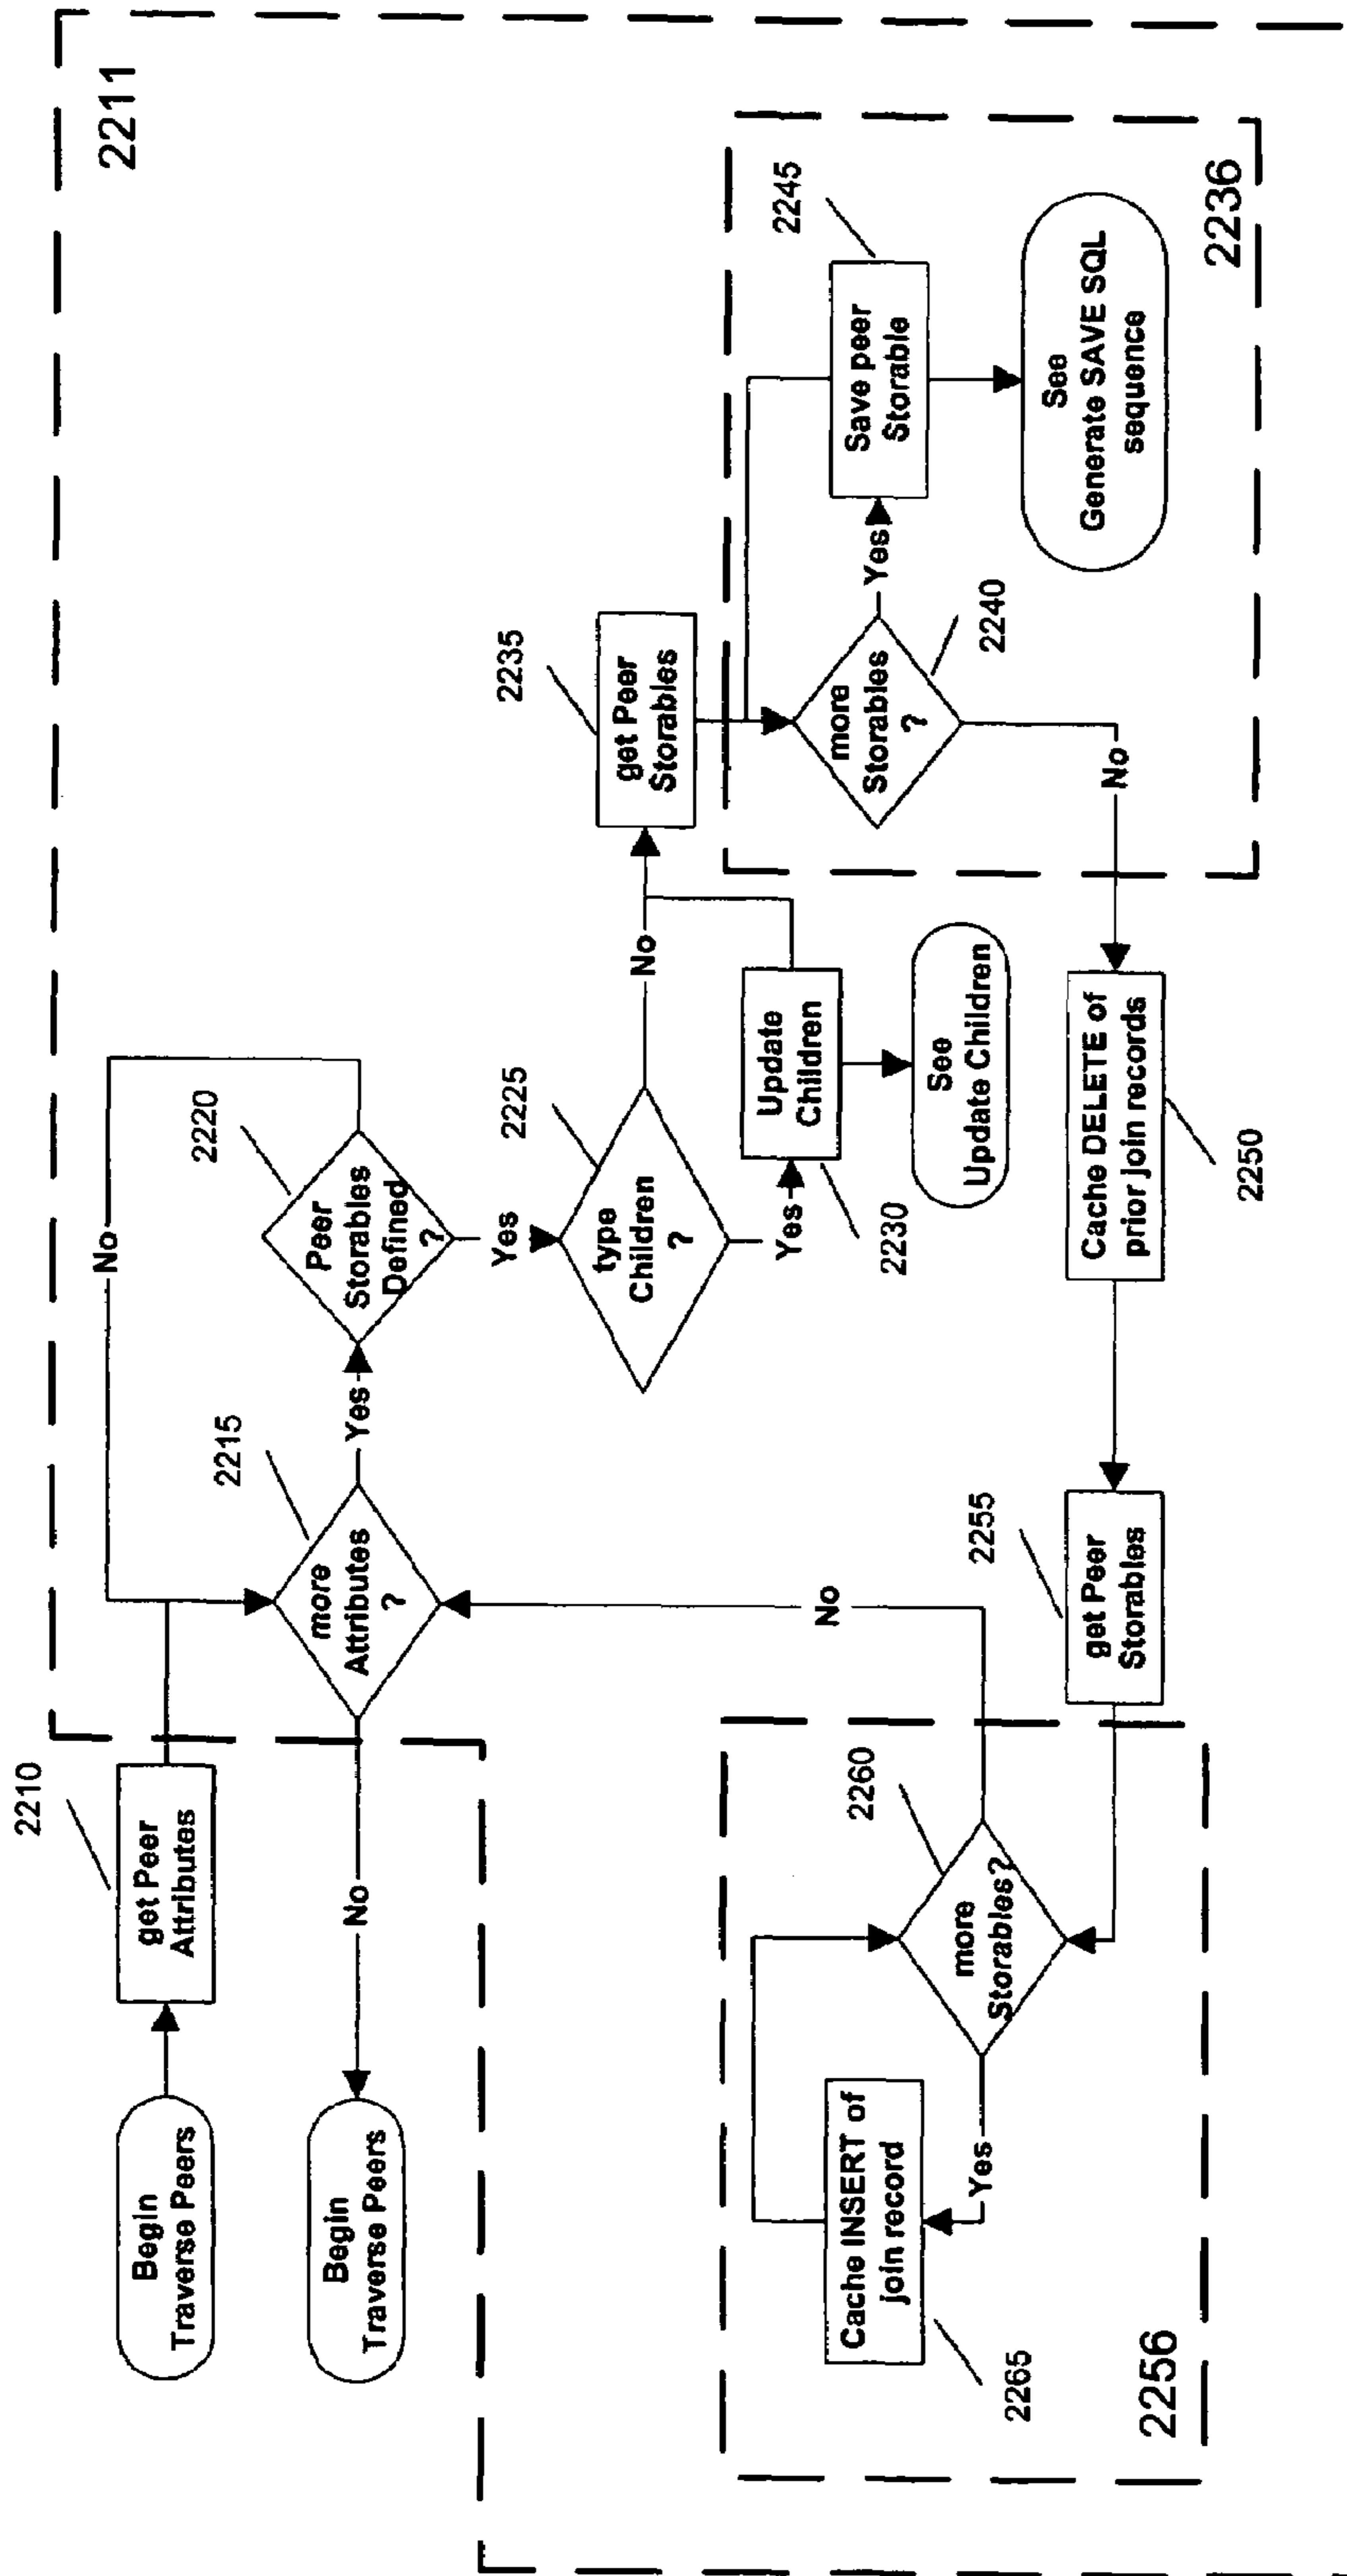 2211
2210
Begin
Traverse Peers
get Peer
Attributes
No
2215
2220
Begin
Traverse Peers
No
more
Attributes
?
Yes
Peer
Storables
Defined
?
Yes
2225
type
Children
?
No
2235
get Peer
Storables
Yes
Update
Children
2230
See
Update Children
2245
more
Storables
?
Yes
Save peer
Storable
2240
No
See
Generate SAVE SQL
sequence
2236
Cache DELETE of
prior join records
2250
2255
get Peer
Storables
No
2260
more
Storables?
Yes
Cache INSERT of
join record
2265
2256